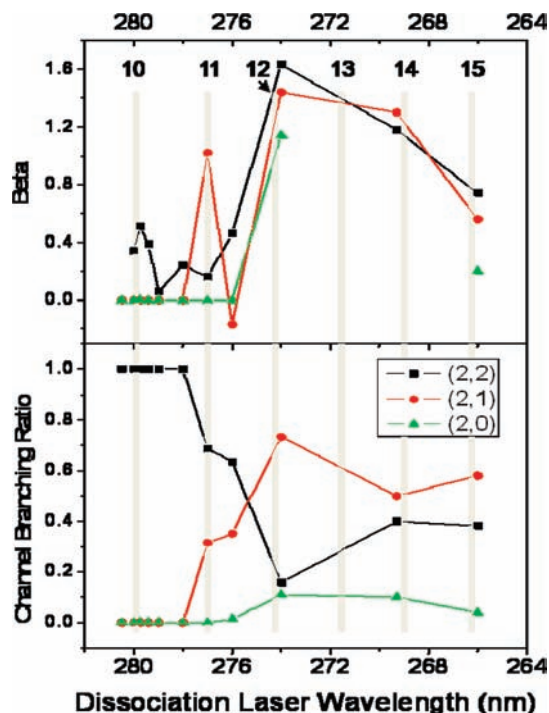 280 276 272 268 264
10 11 12 13 14 15
1.6
1.2
0.8
0.4
0.0
Beta
1.0
0.8
0.6
0.4
0.2
0.0
Channel Branching Ratio
(2,2)
(2,1)
(2,0)
280 276 272 268 264
Dissociation Laser Wavelength (nm)